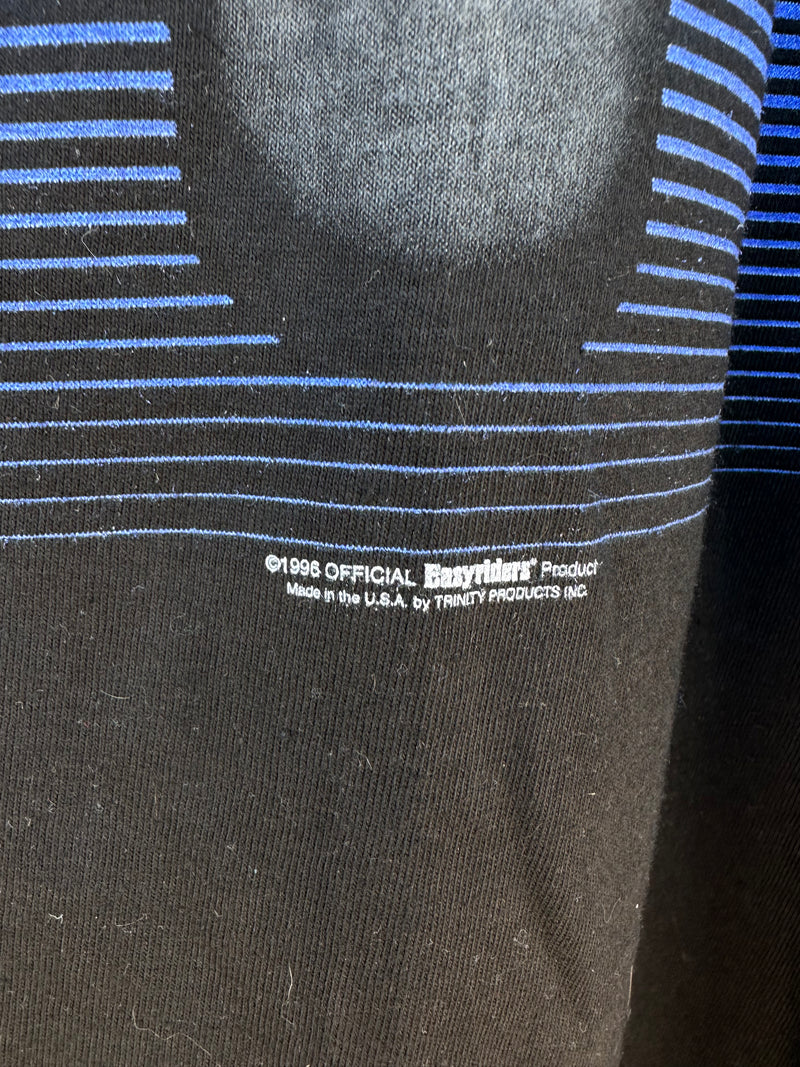 ©1996 OFFICIAL Easyriders® Product
Made in the U.S.A. by TRINITY PRODUCTS INC.